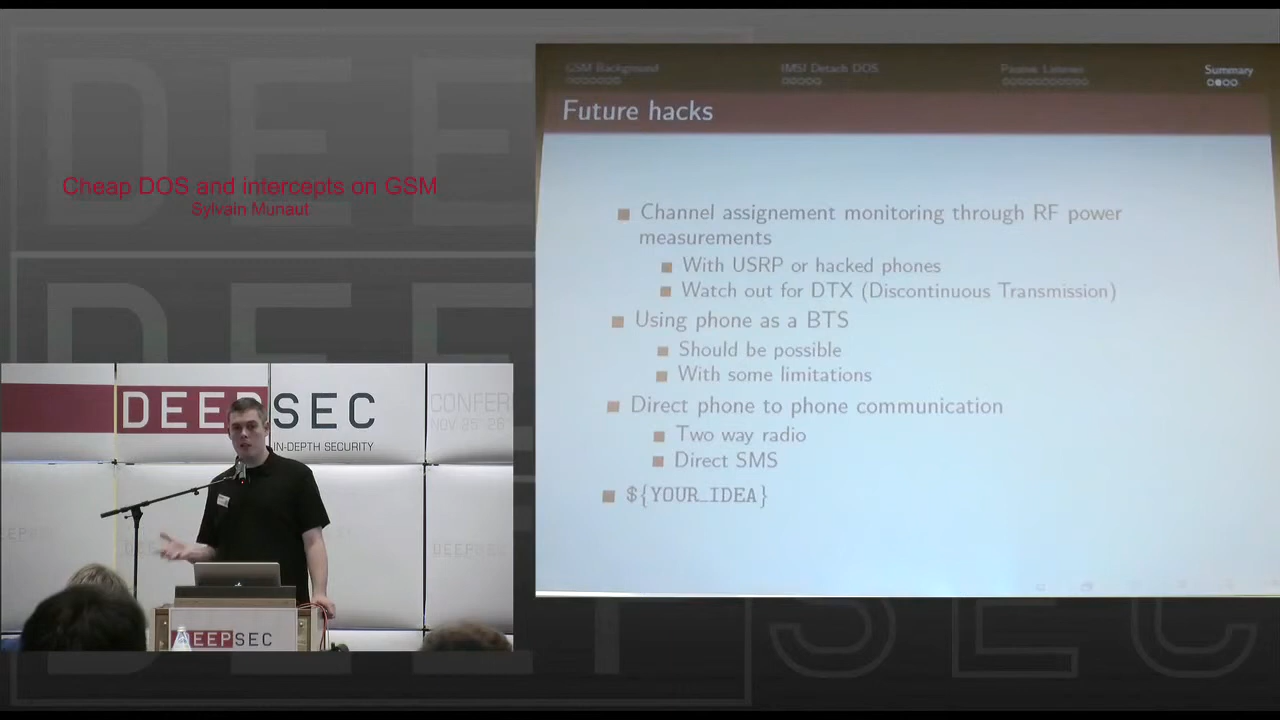 GSM Background
IMSI Detach DOS
Passive Listener
Summary
Future hacks
Cheap DOS and intercepts on GSM
Sylvain Munaut
Channel assignement monitoring through RF power
measurements
With USRP or hacked phones
Watch out for DTX (Discontinuous Transmission)
Using phone as a BTS
Should be possible
With some limitations
Direct phone to phone communication
Two way radio
Direct SMS
${YOUR_IDEA}
DEEPSEC
IN-DEPTH SECURITY
CONFER
NOV 25-26
DEEPSEC
DEEPSEC